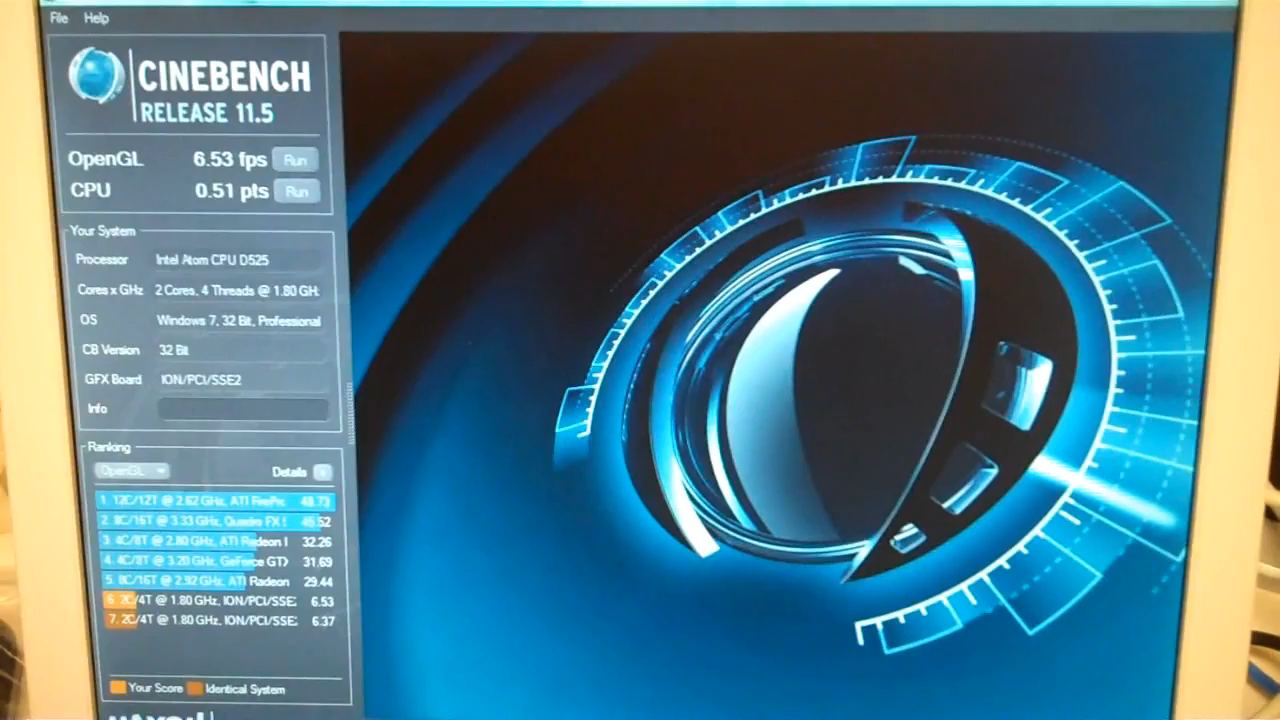 File Help
CINEBENCH
RELEASE 11.5
OpenGL 6.53 fps Run
CPU 0.51 pts Run
Your System
Processor Intel Atom CPU D525
Cores x GHz 2 Cores, 4 Threads @ 1.80 GH
OS Windows 7, 32 Bit, Professional
CB Version 32 Bit
GFX Board ION/PCI/SSE2
Info
Ranking
OpenGL Details
1. 12C/12T @ 2.62 GHz, ATI FirePrc 48.73
2. 8C/16T @ 3.33 GHz, Quadro FX 45.52
3. 4C/8T @ 2.80 GHz, ATI Radeon 32.26
4. 4C/8T @ 3.20 GHz, GeForce GT 31.69
5. 8C/16T @ 2.92 GHz, ATI Radeon 29.44
6. 2C/4T @ 1.80 GHz, ION/PCI/SSE 6.53
7. 2C/4T @ 1.80 GHz, ION/PCI/SSE 6.37
Your Score Identical System